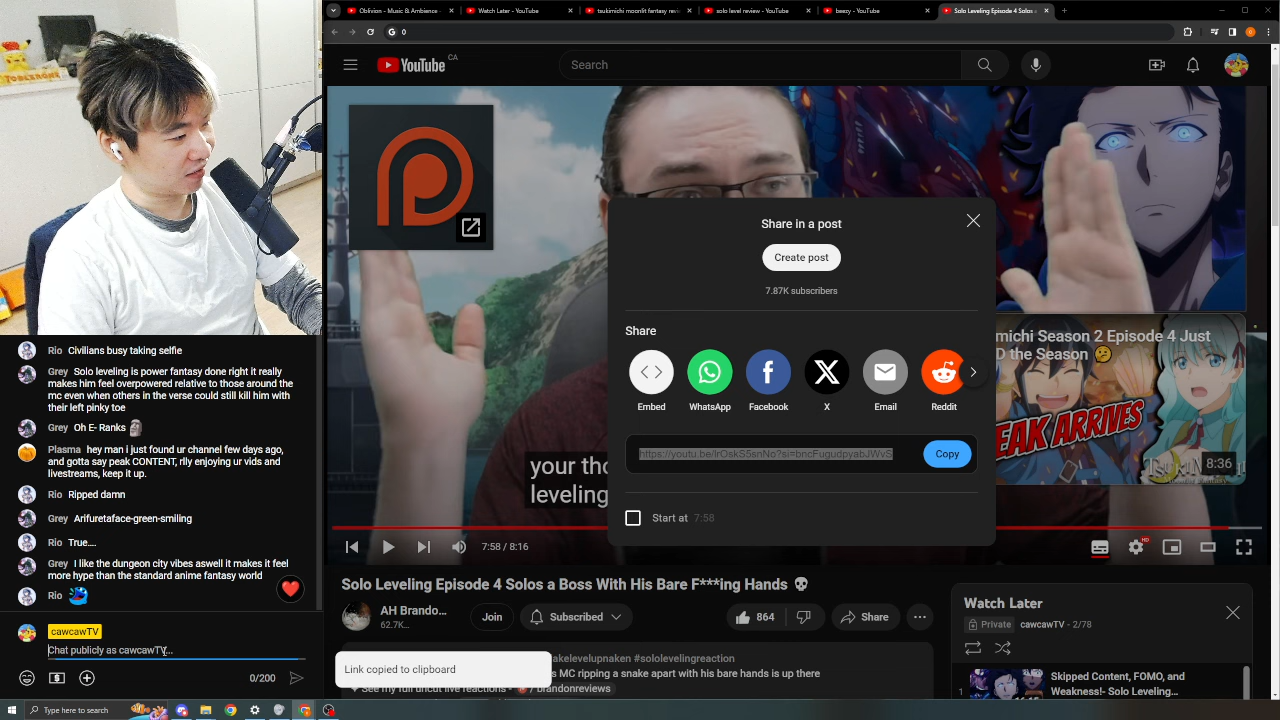 Oblivion - Music & Ambience
Watch Later - YouTube
tsukimichi moonlit fantasy revi
solo level review - YouTube
beezy - YouTube
Solo Leveling Episode 4 Solos a
YouTube CA
Search
TOBLERONE
Share in a post
Create post
7.87K subscribers
Share
Embed
WhatsApp
Facebook
X
Email
Reddit
Copy
Start at 7:58
your tho
leveling
michi Season 2 Episode 4 Just
D the Season
EAK ARRIVES
8:36
7:58 / 8:16
HD
Solo Leveling Episode 4 Solos a Boss With His Bare F***ing Hands
AH Brando...
62.7K...
Join
Subscribed
864
Share
...
akelevelupnaken #sololevelingreaction
s MC ripping a snake apart with his bare hands is up there
See my full uncut live reactions -
/ brandonreviews
Link copied to clipboard
Watch Later
Private cawcawTV - 2/78
1
Skipped Content, FOMO, and
Weakness!- Solo Leveling...
Rio Civilians busy taking selfie
Grey Solo leveling is power fantasy done right it really
makes him feel overpowered relative to those around the
mc even when others in the verse could still kill him with
their left pinky toe
Grey Oh E- Ranks
Plasma hey man i just found ur channel few days ago,
and gotta say peak CONTENT, rlly enjoying ur vids and
livestreams, keep it up.
Rio Ripped damn
Grey Arifuretaface-green-smiling
Rio True....
Grey I like the dungeon city vibes aswell it makes it feel
more hype than the standard anime fantasy world
Rio
cawcawTV
Chat publicly as cawcawTV...
0/200
Type here to search